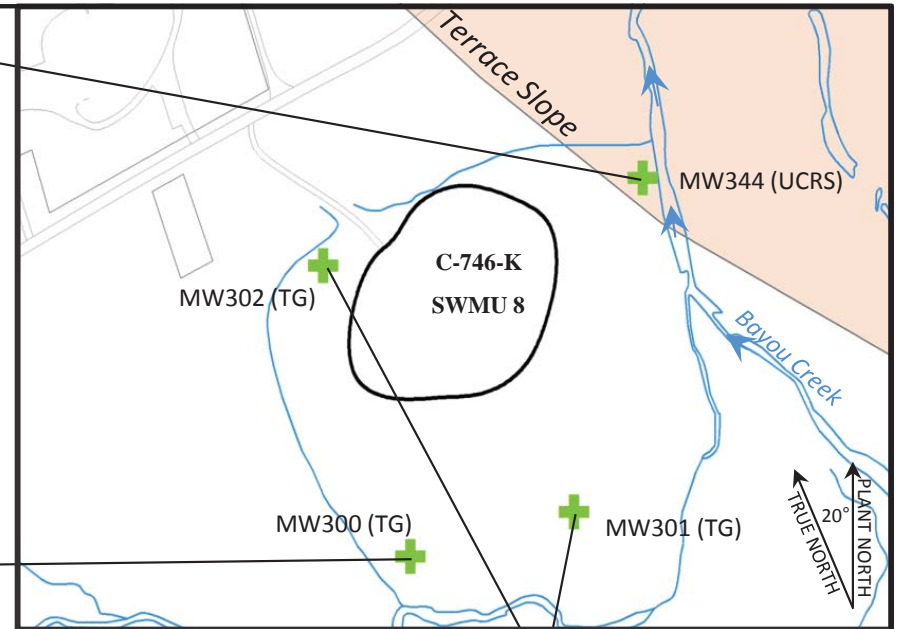 Terrace Slope
MW344 (UCRS)
C-746-K
SWMU 8
MW302 (TG)
Bayou Creek
MW300 (TG)
MW301 (TG)
TRUE NORTH
20°
PLANT NORTH